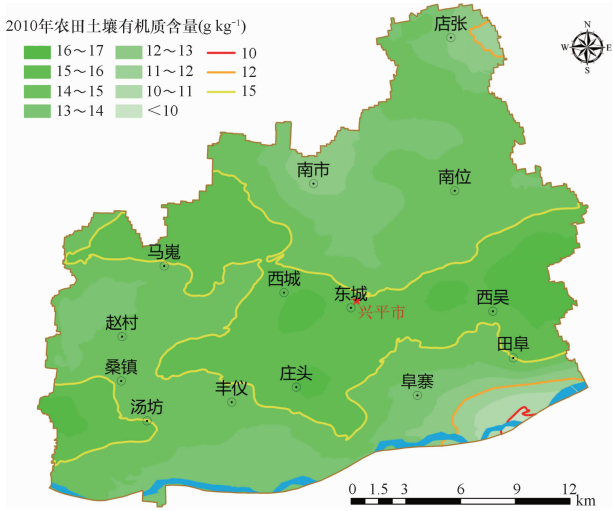 2010年农田土壤有机质含量(g kg⁻¹)
16～17 12～13 10
15～16 11～12 12
14～15 10～11 15
13～14 ＜10
店张
N
W E
S
南市
南位
马嵬
西城
东城
兴平市
西吴
赵村
田阜
桑镇
庄头
丰仪
阜寨
汤坊
0 1.5 3 6 9 12
km